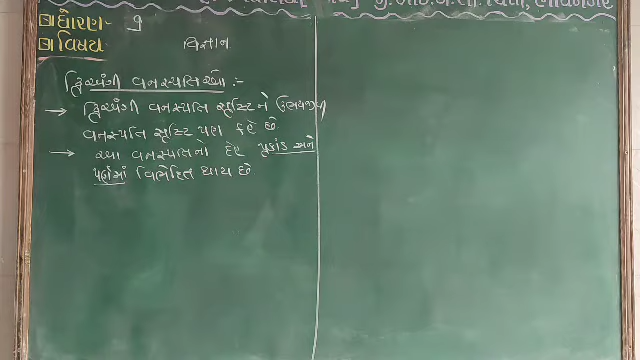 ધોરણ- ૭
વિષય વિજ્ઞાન
દ્વિઅંગી વનસ્પતિઓ :-
→ દ્વિઅંગી વનસ્પતિ સૃષ્ટિને ઉભયજીવી
વનસ્પતિ સૃષ્ટિ પણ કહે છે.
→ આ વનસ્પતિનો દેહ પ્રકાંડ અને
પર્ણમાં વિભેદિત થાય છે